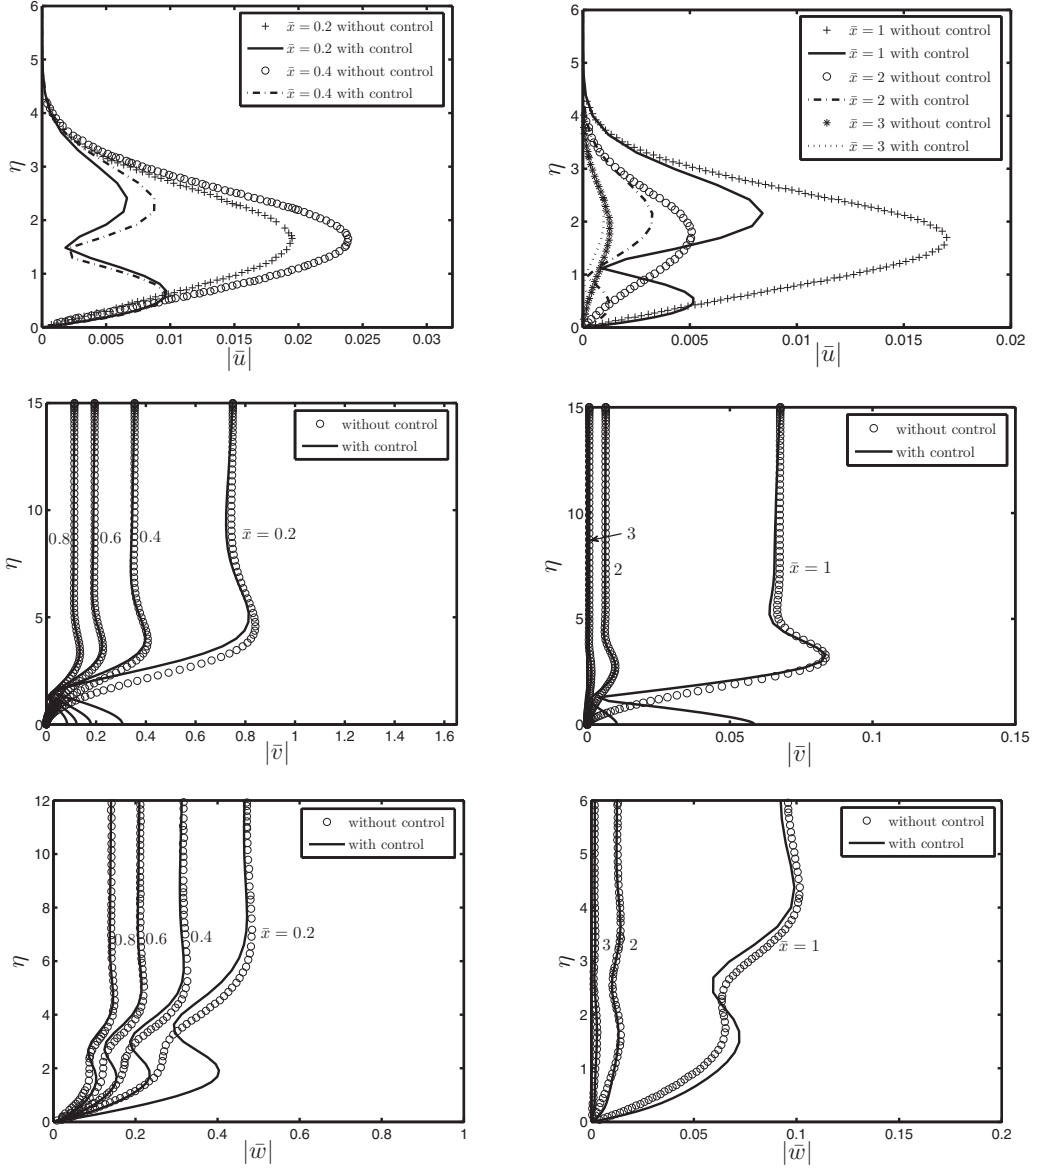 6
5
4
3
2
1
0
η
0
0.005
0.01
0.015
0.02
0.025
0.03
|ū|
x̄ = 0.2 without control
x̄ = 0.2 with control
x̄ = 0.4 without control
x̄ = 0.4 with control
6
5
4
3
2
1
0
η
0
0.005
0.01
0.015
0.02
|ū|
x̄ = 1 without control
x̄ = 1 with control
x̄ = 2 without control
x̄ = 2 with control
x̄ = 3 without control
x̄ = 3 with control
15
10
5
0
η
0
0.2
0.4
0.6
0.8
1
1.2
1.4
1.6
|v̄|
without control
with control
0.8
0.6
0.4
x̄ = 0.2
15
10
5
0
η
0
0.05
0.1
0.15
|v̄|
without control
with control
3
2
x̄ = 1
12
10
8
6
4
2
0
η
0
0.2
0.4
0.6
0.8
1
|w̄|
without control
with control
0.8
0.6
0.4
x̄ = 0.2
6
5
4
3
2
1
0
η
0
0.05
0.1
0.15
0.2
|w̄|
without control
with control
3
2
x̄ = 1